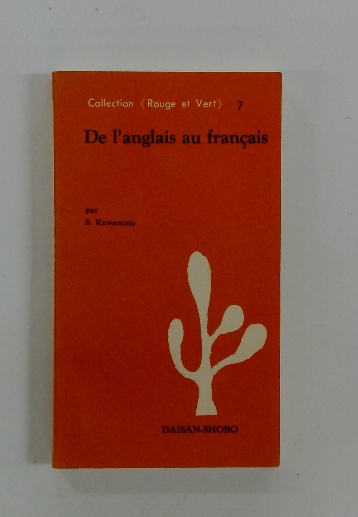 Collection 《Rouge et Vert》 7
De l'anglais au français
par
S. Kawamoto
DAISAN-SHOBO